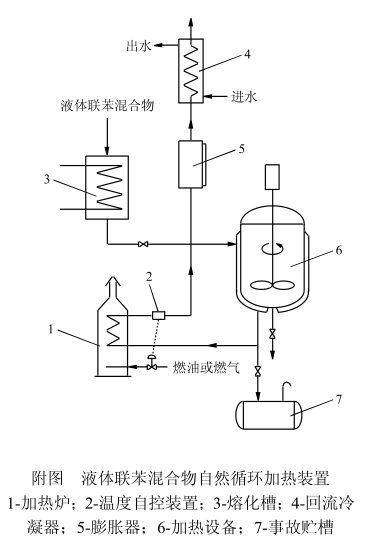 出水
4
进水
液体联苯混合物
5
3
6
2
1
燃油或燃气
7
附图 液体联苯混合物自然循环加热装置
1-加热炉；2-温度自控装置；3-熔化槽；4-回流冷
凝器；5-膨胀器；6-加热设备；7-事故贮槽